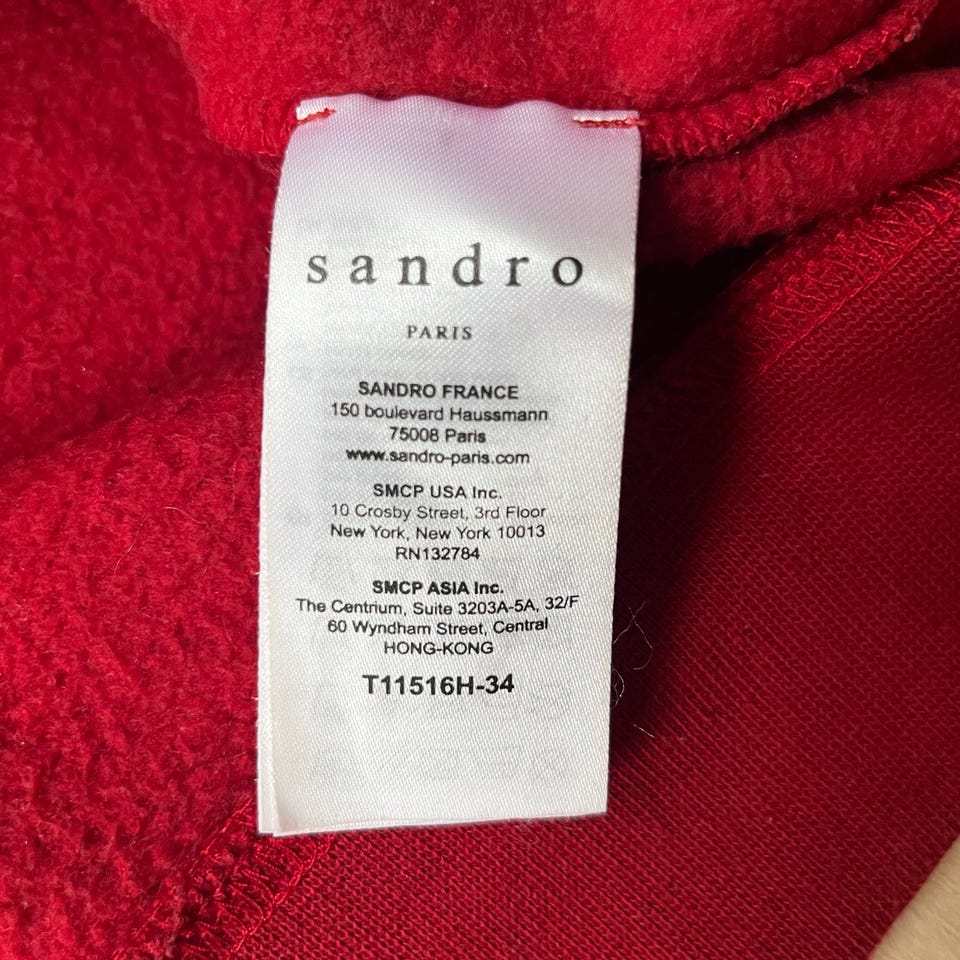 sandro
PARIS
SANDRO FRANCE
150 boulevard Haussmann
75008 Paris
www.sandro-paris.com
SMCP USA Inc.
10 Crosby Street, 3rd Floor
New York, New York 10013
RN132784
SMCP ASIA Inc.
The Centrium, Suite 3203A-5A, 32/F
60 Wyndham Street, Central
HONG-KONG
T11516H-34